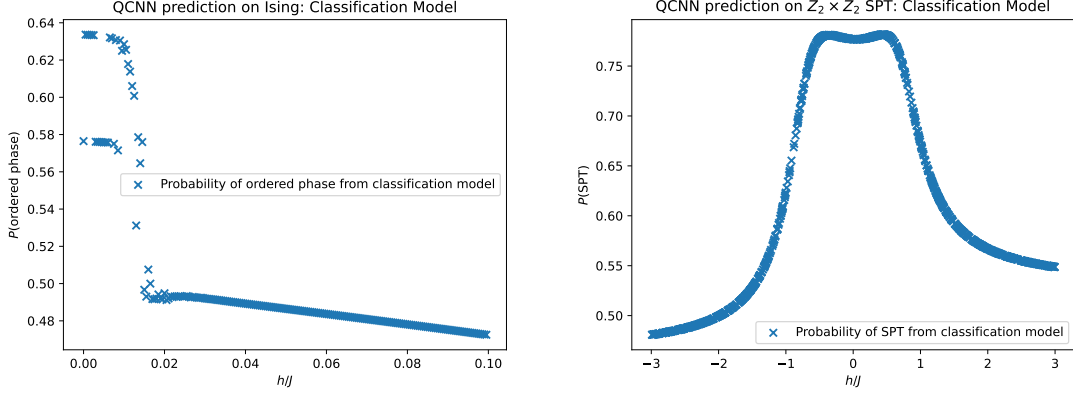 QCNN prediction on Ising: Classification Model
0.64
0.62
0.60
0.58
0.56
0.54
0.52
0.50
0.48
P(ordered phase)
Probability of ordered phase from classification model
0.00 0.02 0.04 0.06 0.08 0.10
h/J
QCNN prediction on Z₂ × Z₂ SPT: Classification Model
0.75
0.70
0.65
0.60
0.55
0.50
P(SPT)
Probability of SPT from classification model
−3 −2 −1 0 1 2 3
h/J